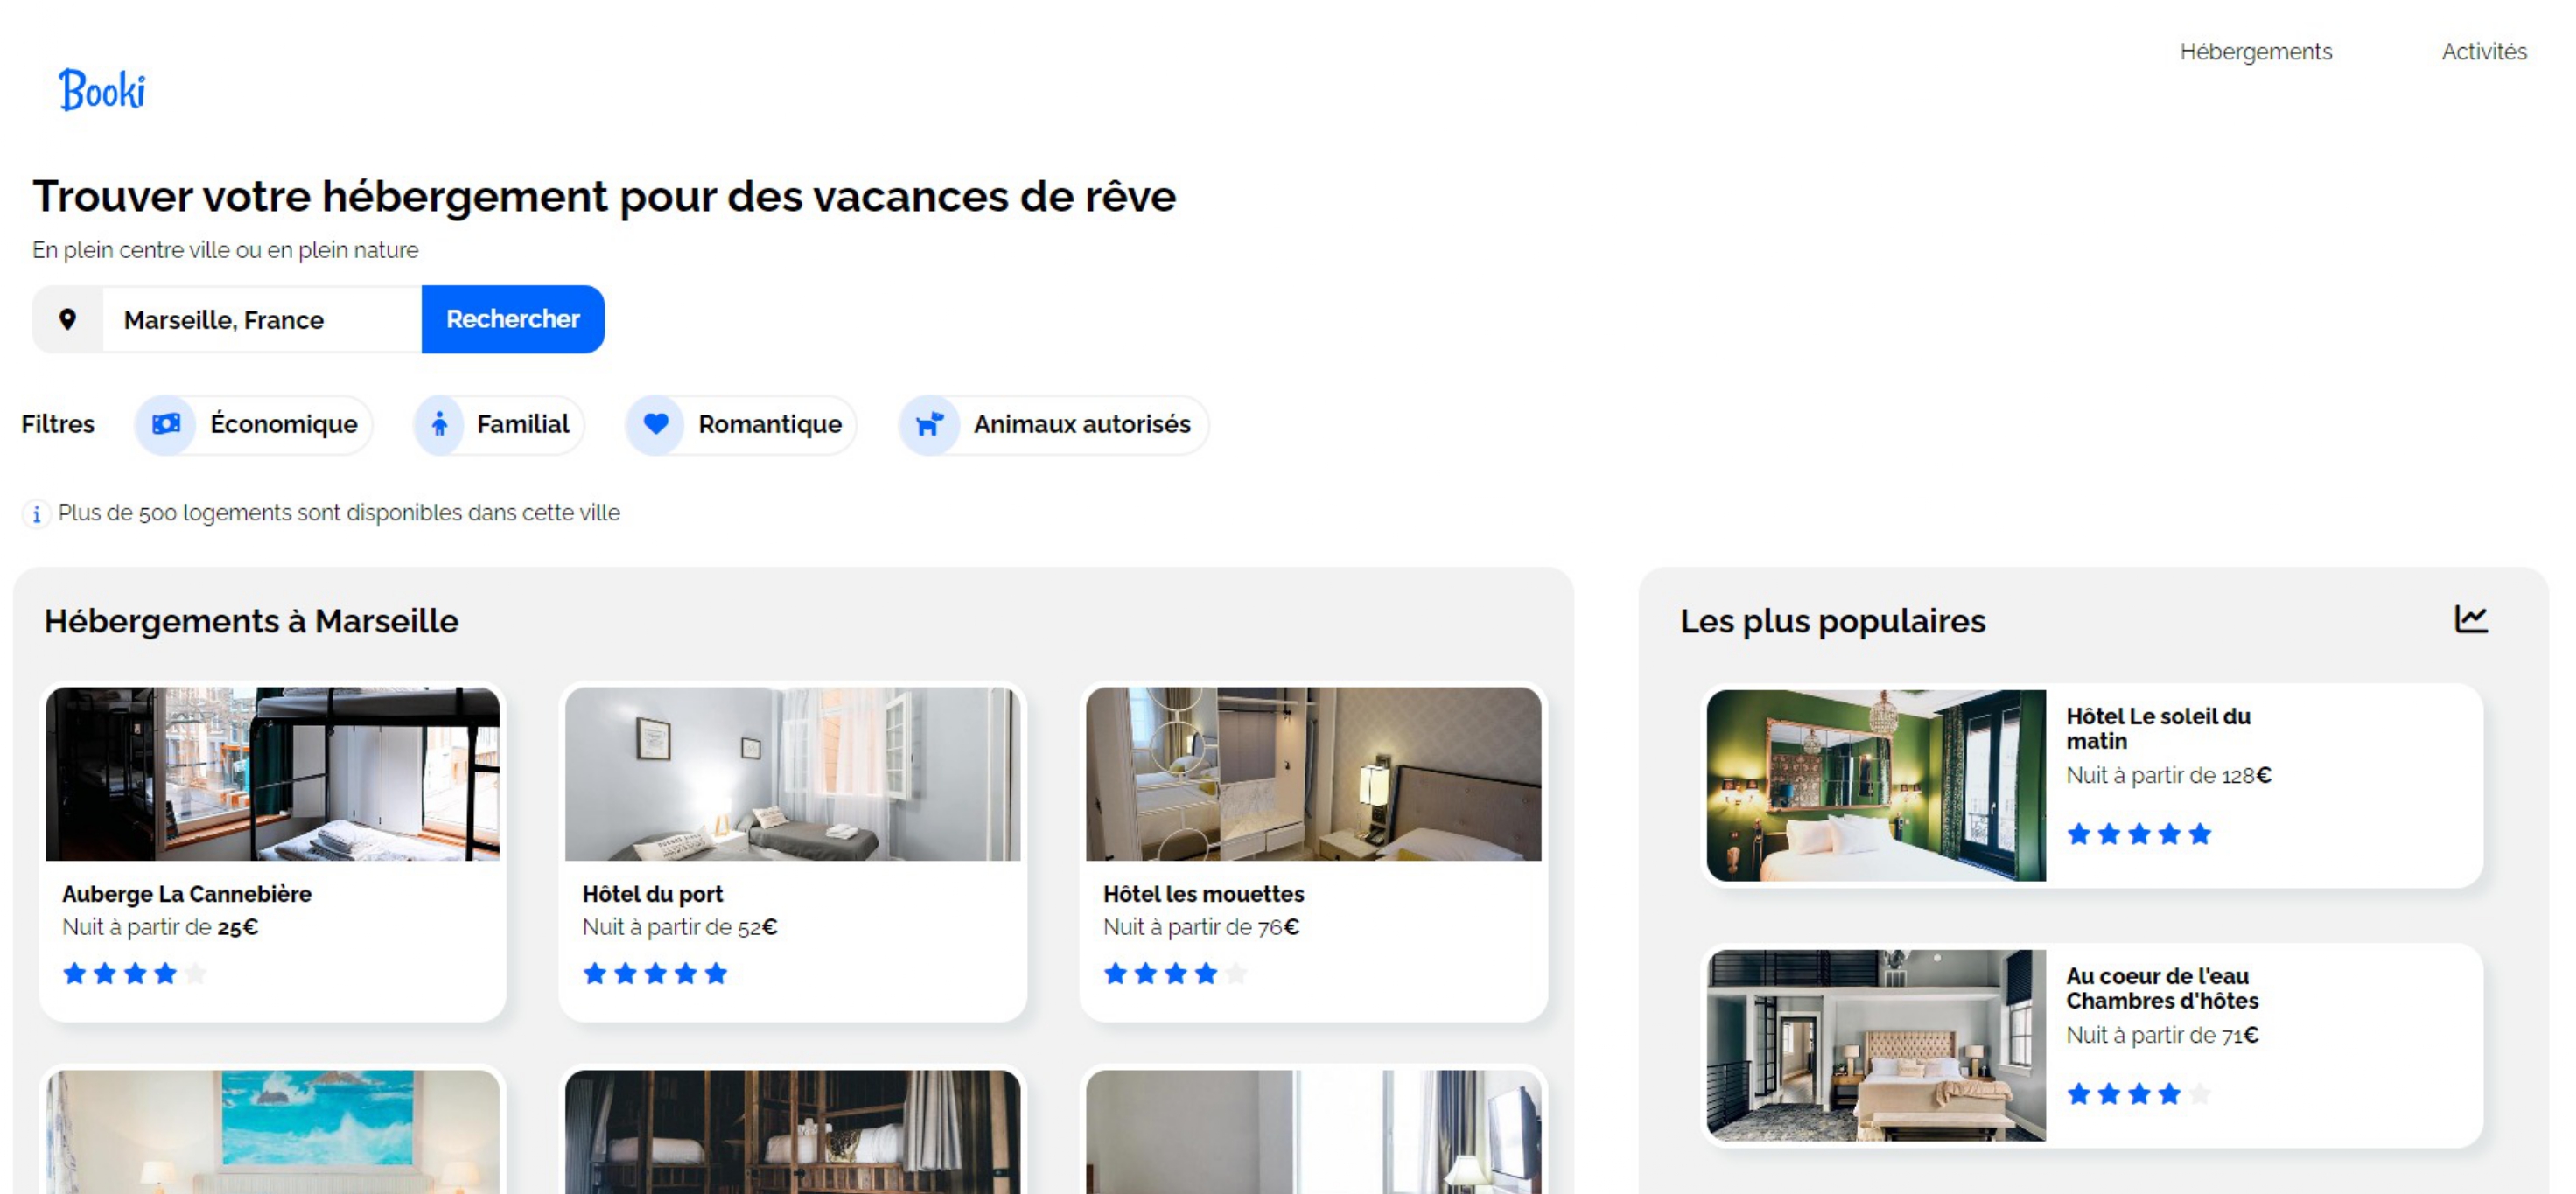 Hébergements
Activités
Booki
Trouver votre hébergement pour des vacances de rêve
En plein centre ville ou en plein nature
Marseille, France
Rechercher
Filtres
Économique
Familial
Romantique
Animaux autorisés
Plus de 500 logements sont disponibles dans cette ville
Hébergements à Marseille
Auberge La Cannebière
Nuit à partir de 25€
Hôtel du port
Nuit à partir de 52€
Hôtel les mouettes
Nuit à partir de 76€
Les plus populaires
Hôtel Le soleil du
matin
Nuit à partir de 128€
Au coeur de l'eau
Chambres d'hôtes
Nuit à partir de 71€